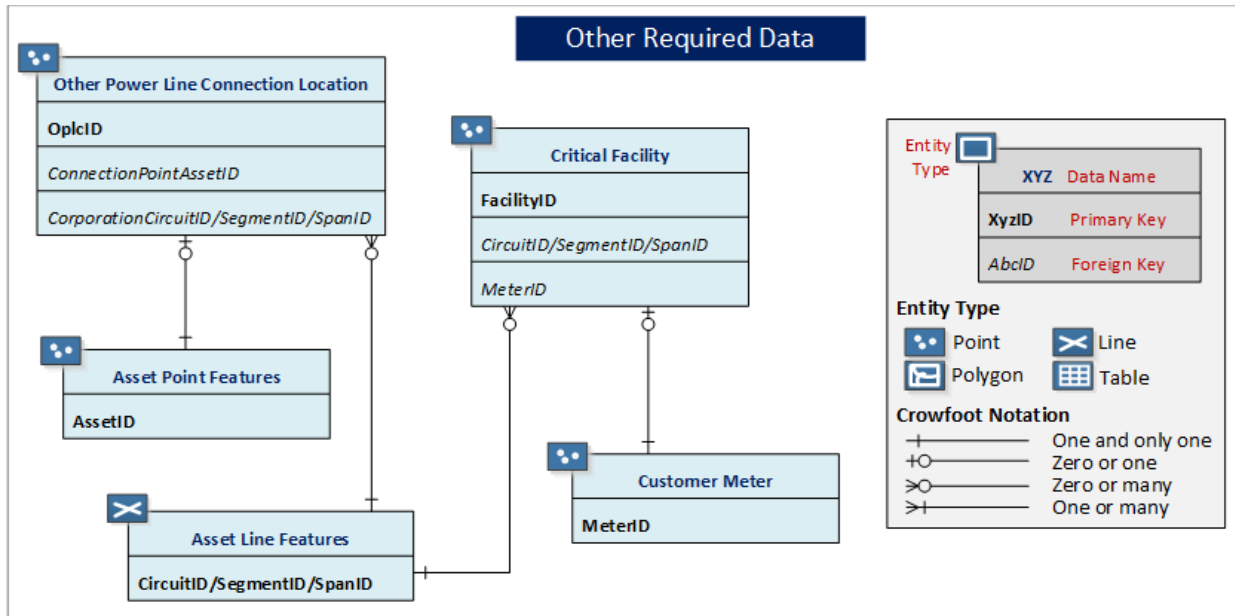 Other Required Data
Other Power Line Connection Location
OplcID
ConnectionPointAssetID
CorporationCircuitID/SegmentID/SpanID
Critical Facility
FacilityID
CircuitID/SegmentID/SpanID
MeterID
Asset Point Features
AssetID
Customer Meter
MeterID
Asset Line Features
CircuitID/SegmentID/SpanID
Entity
Type
XYZ Data Name
XyzID Primary Key
AbcID Foreign Key
Entity Type
Point Line
Polygon Table
Crowfoot Notation
One and only one
Zero or one
Zero or many
One or many